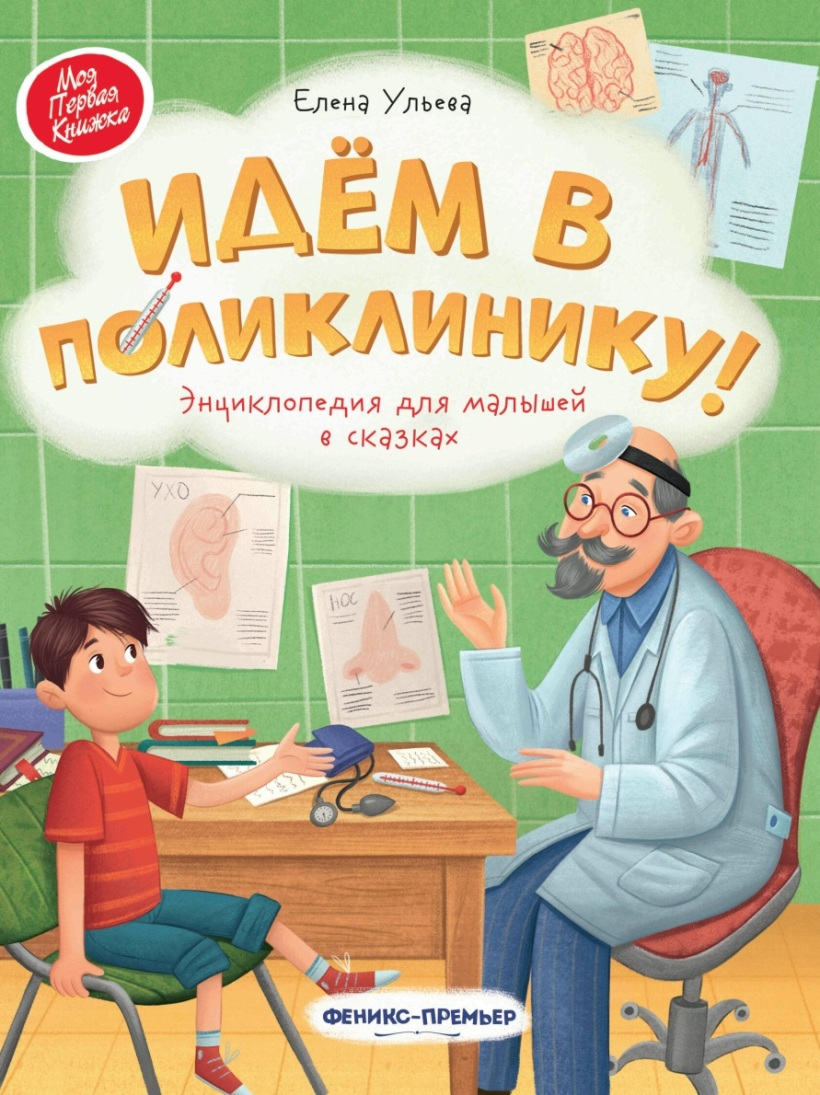 Моя
Первая
Книжка
Елена Ульева
ИДЁМ В
ПОЛИКЛИНИКУ!
Энциклопедия для малышей
в сказках
УХО
НОС
ФЕНИКС-ПРЕМЬЕР